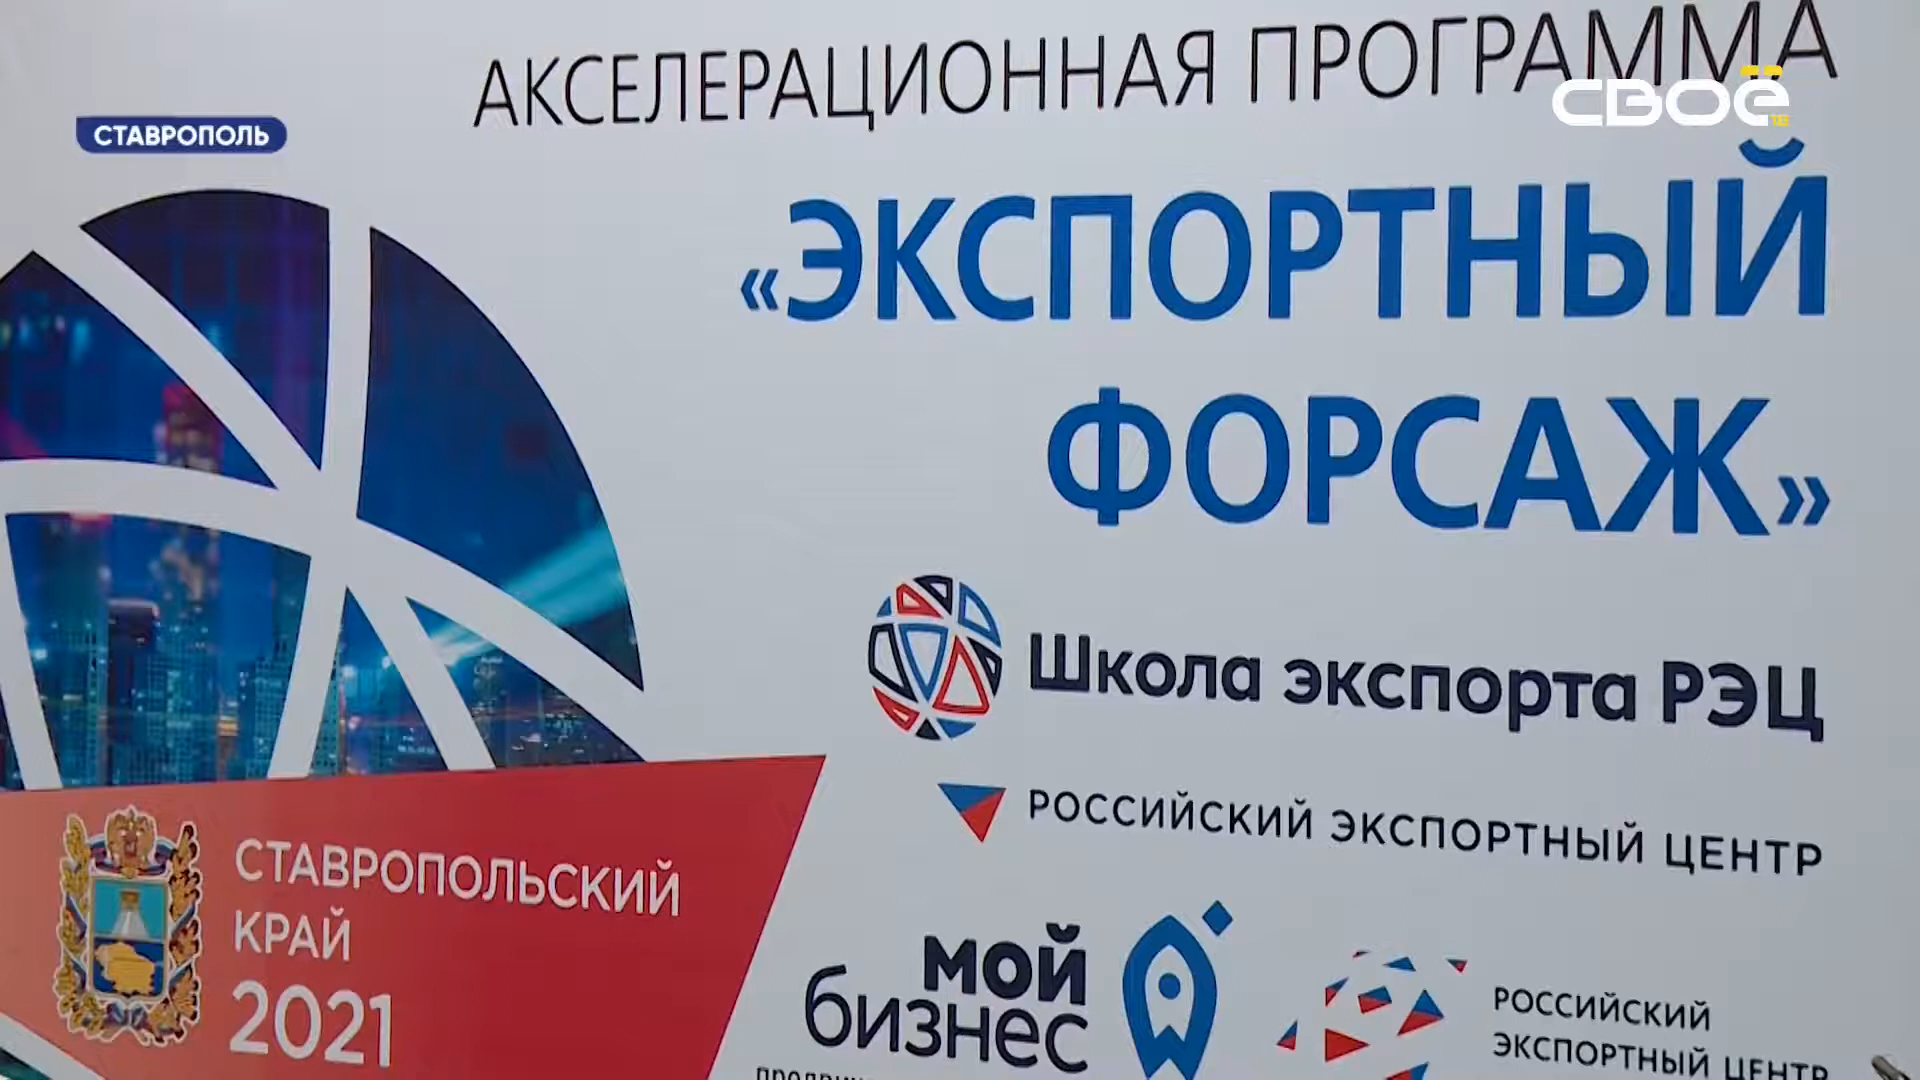 АКСЕЛЕРАЦИОННАЯ ПРОГРАММА
СВОЁ
ТВ
СТАВРОПОЛЬ
«ЭКСПОРТНЫЙ
ФОРСАЖ»
Школа экспорта РЭЦ
РОССИЙСКИЙ ЭКСПОРТНЫЙ ЦЕНТР
СТАВРОПОЛЬСКИЙ
КРАЙ
2021
мой
бизнес
РОССИЙСКИЙ
ЭКСПОРТНЫЙ ЦЕНТР